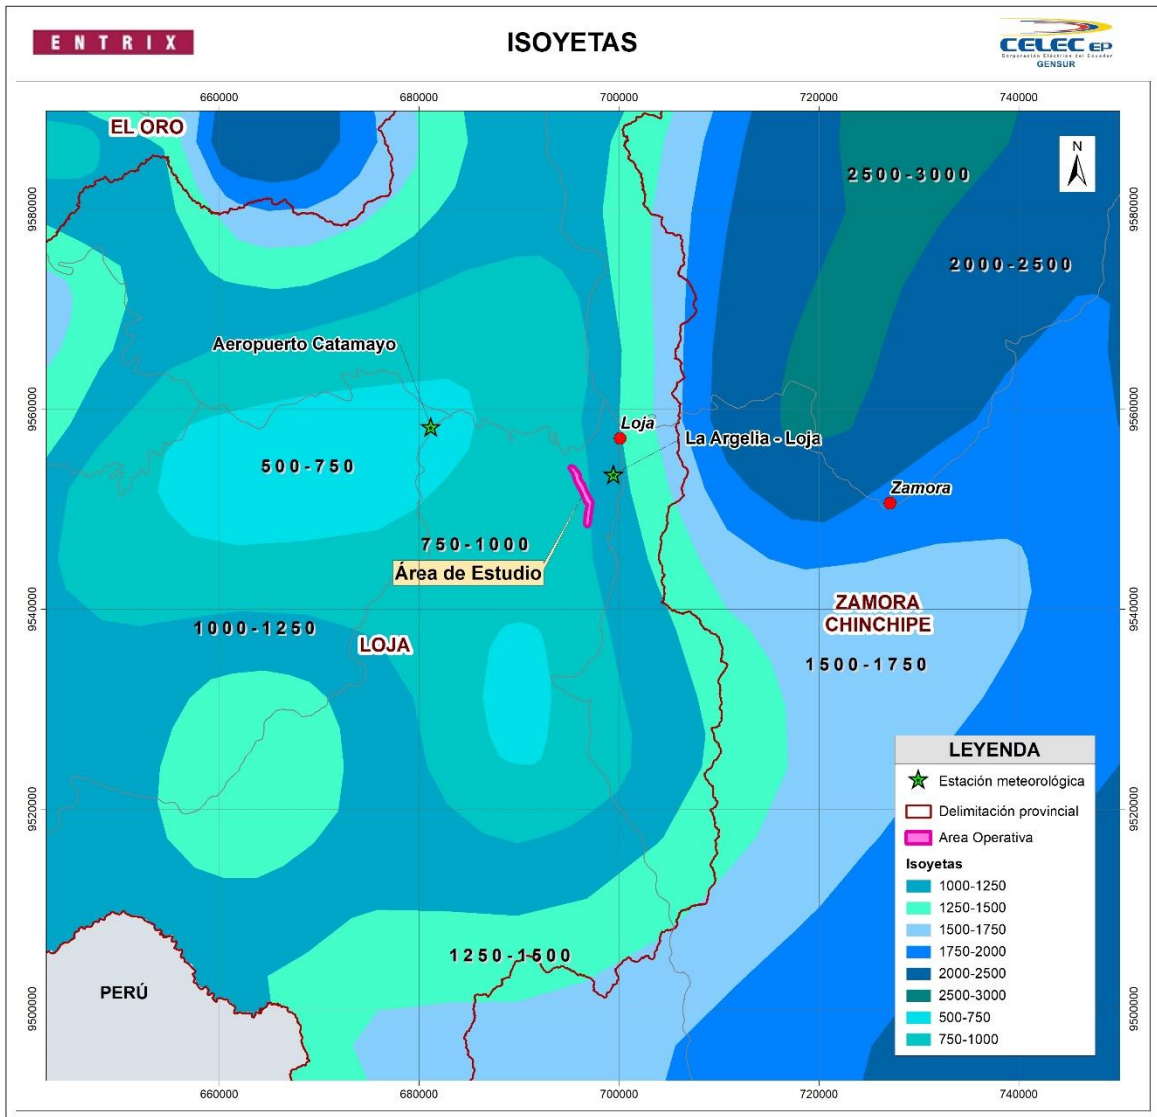 ENTRIX
ISOYETAS
CELEC EP
Corporación Eléctrica del Ecuador
GENSUR
660000
680000
700000
720000
740000
EL ORO
N
2500-3000
9580000
9580000
2000-2500
Aeropuerto Catamayo
9560000
9560000
Loja
La Argelia - Loja
500-750
Zamora
750-1000
Área de Estudio
ZAMORA
CHINCHIPE
9540000
9540000
1000-1250
LOJA
1500-1750
LEYENDA
Estación meteorológica
Delimitación provincial
Area Operativa
Isoyetas
1000-1250
1250-1500
1500-1750
1750-2000
2000-2500
2500-3000
500-750
750-1000
9520000
9520000
1250-1500
PERÚ
9500000
9500000
660000
680000
700000
720000
740000